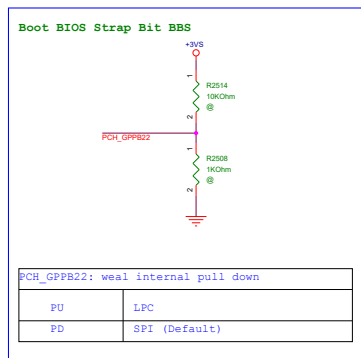 Boot BIOS Strap Bit BBS
+3VS
1
R2514
10KOhm
@
2
PCH_GPPB22
1
R2508
1KOhm
@
2
PCH_GPPB22: weal internal pull down
PU LPC
PD SPI (Default)